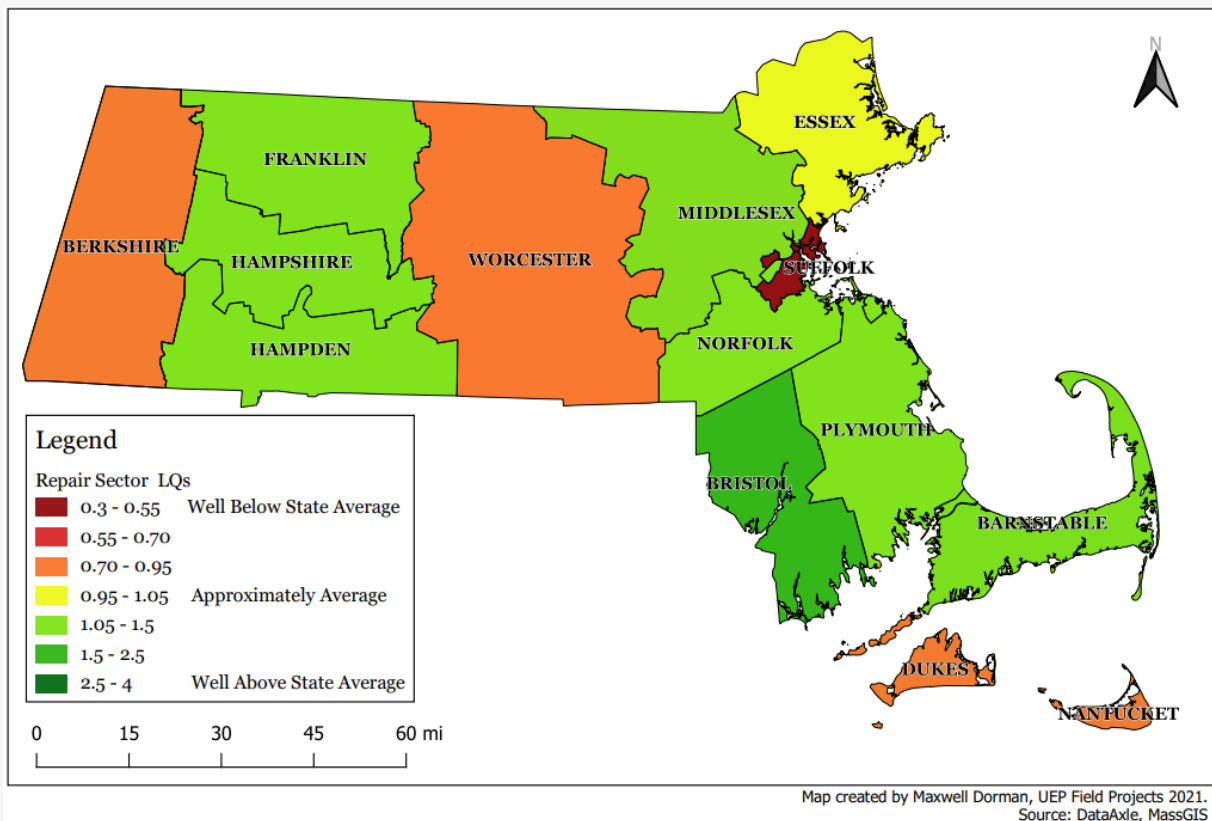 N
ESSEX
FRANKLIN
MIDDLESEX
BERKSHIRE
HAMPSHIRE
WORCESTER
SUFFOLK
NORFOLK
HAMPDEN
PLYMOUTH
BRISTOL
BARNSTABLE
DUKES
NANTUCKET
Legend
Repair Sector LQs
0.3 - 0.55 Well Below State Average
0.55 - 0.70
0.70 - 0.95
0.95 - 1.05 Approximately Average
1.05 - 1.5
1.5 - 2.5
2.5 - 4 Well Above State Average
0 15 30 45 60 mi
Map created by Maxwell Dorman, UEP Field Projects 2021.
Source: DataAxle, MassGIS